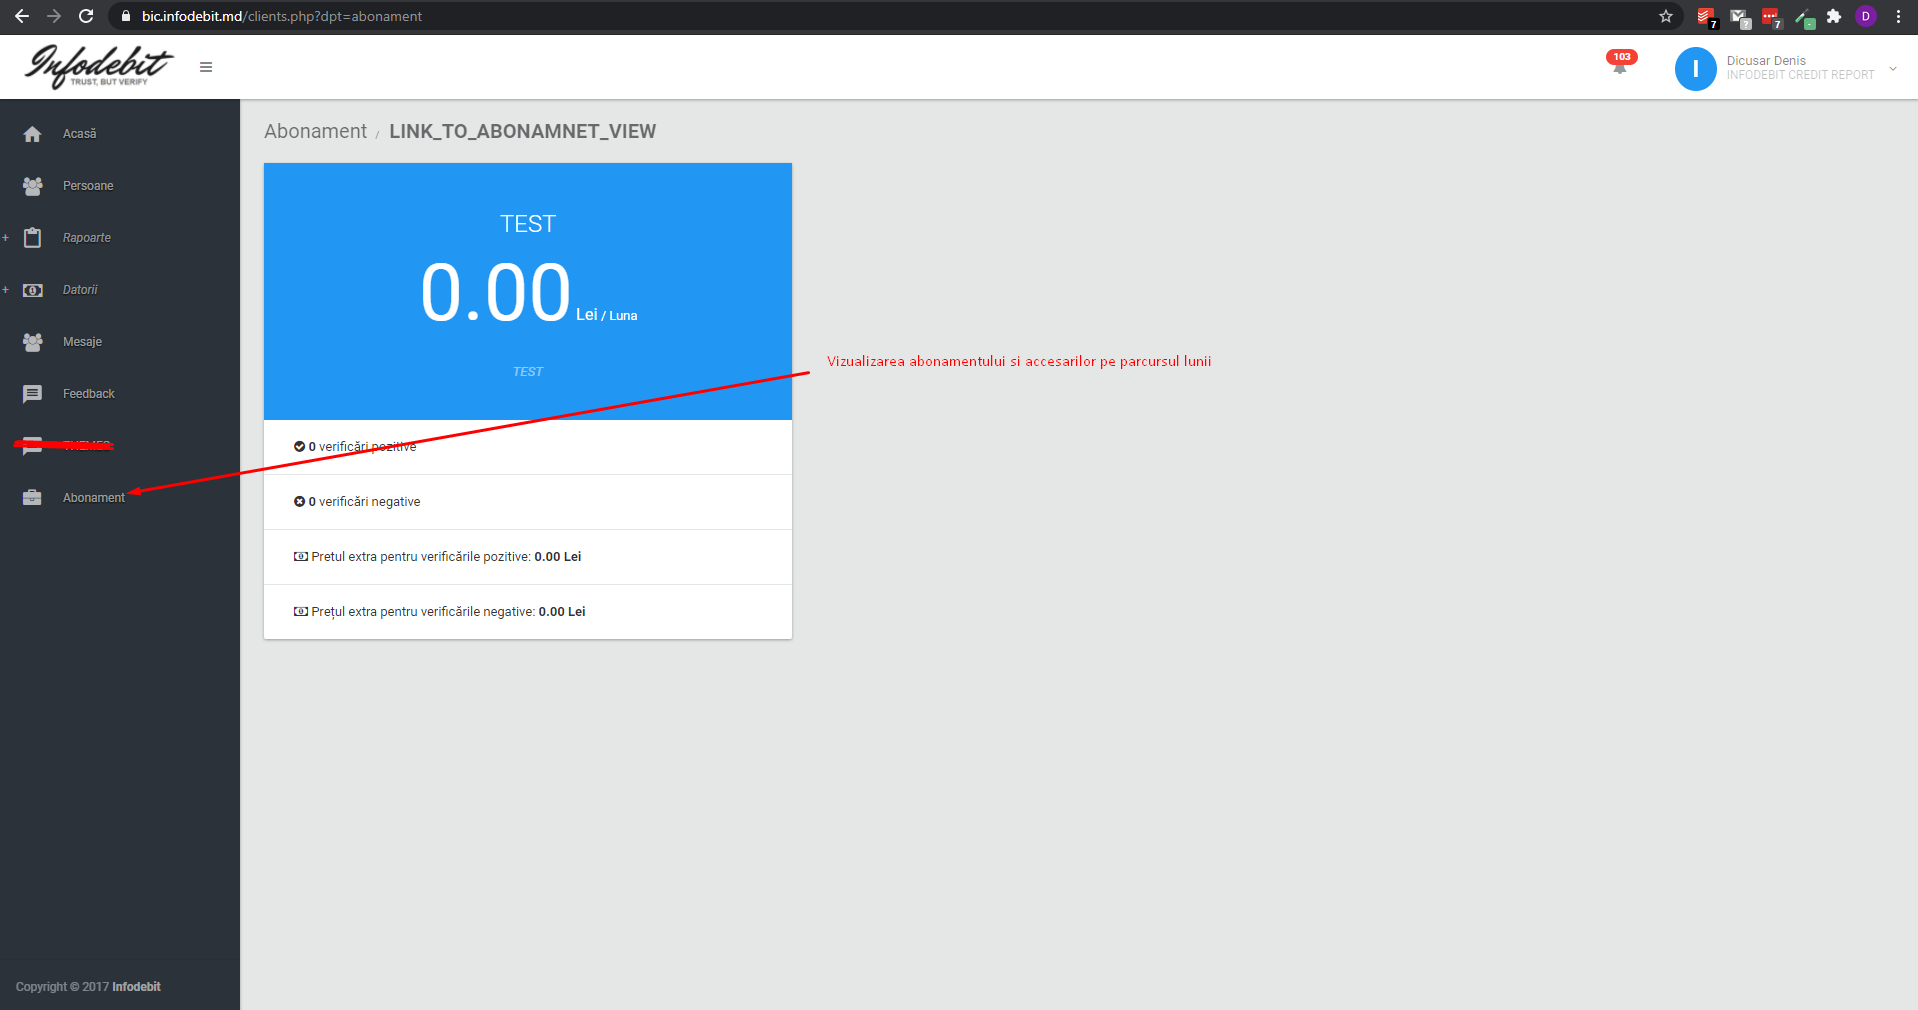 bic.infodebit.md/clients.php?dpt=abonament
7
?
7
-
D
Infodebit
TRUST, BUT VERIFY
103
I
Dicusar Denis
INFODEBIT CREDIT REPORT
Acasă
Persoane
+ Rapoarte
+ Datorii
Mesaje
Feedback
THEMES
Abonament
Copyright © 2017 Infodebit
Abonament / LINK_TO_ABONAMNET_VIEW
TEST
0.00 Lei / Luna
TEST
0 verificări pozitive
0 verificări negative
Pretul extra pentru verificările pozitive: 0.00 Lei
Prețul extra pentru verificările negative: 0.00 Lei
Vizualizarea abonamentului si accesarilor pe parcursul lunii